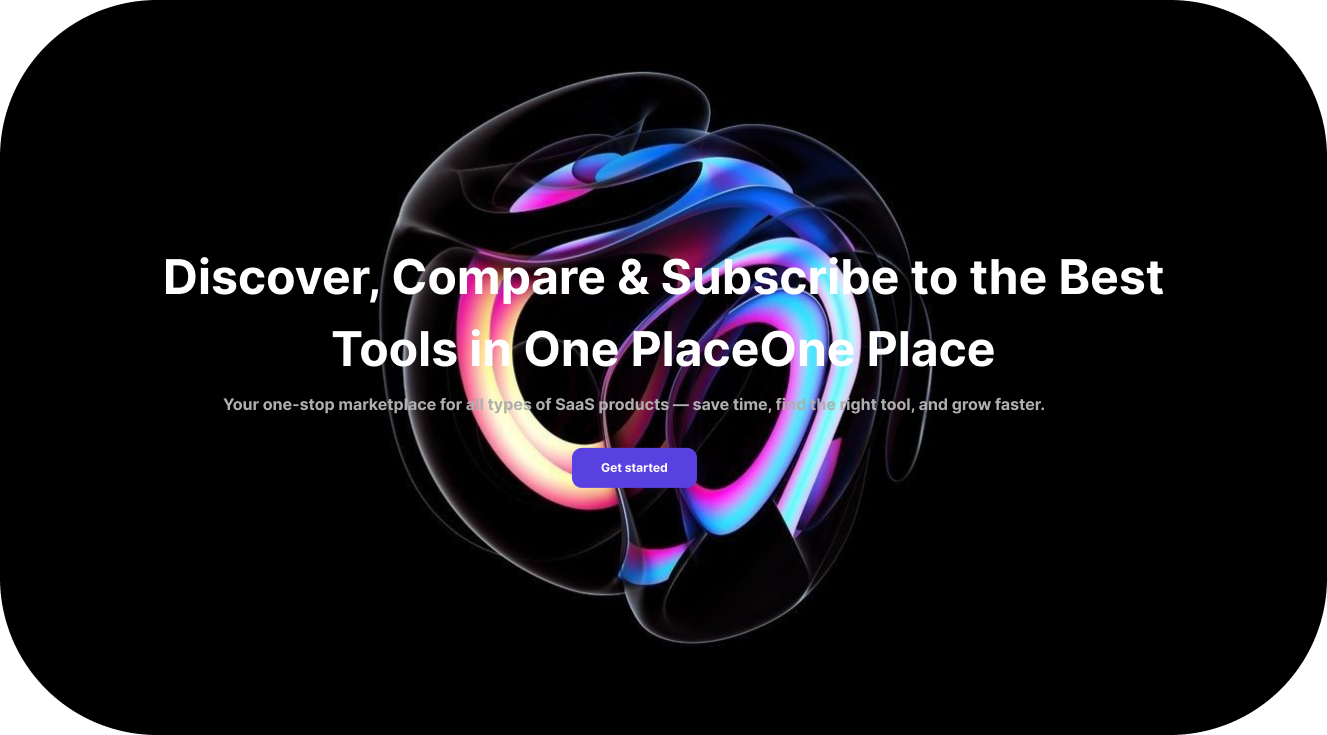 Discover, Compare & Subscribe to the Best
Tools in One PlaceOne Place
Your one-stop marketplace for all types of SaaS products — save time, find the right tool, and grow faster.
Get started